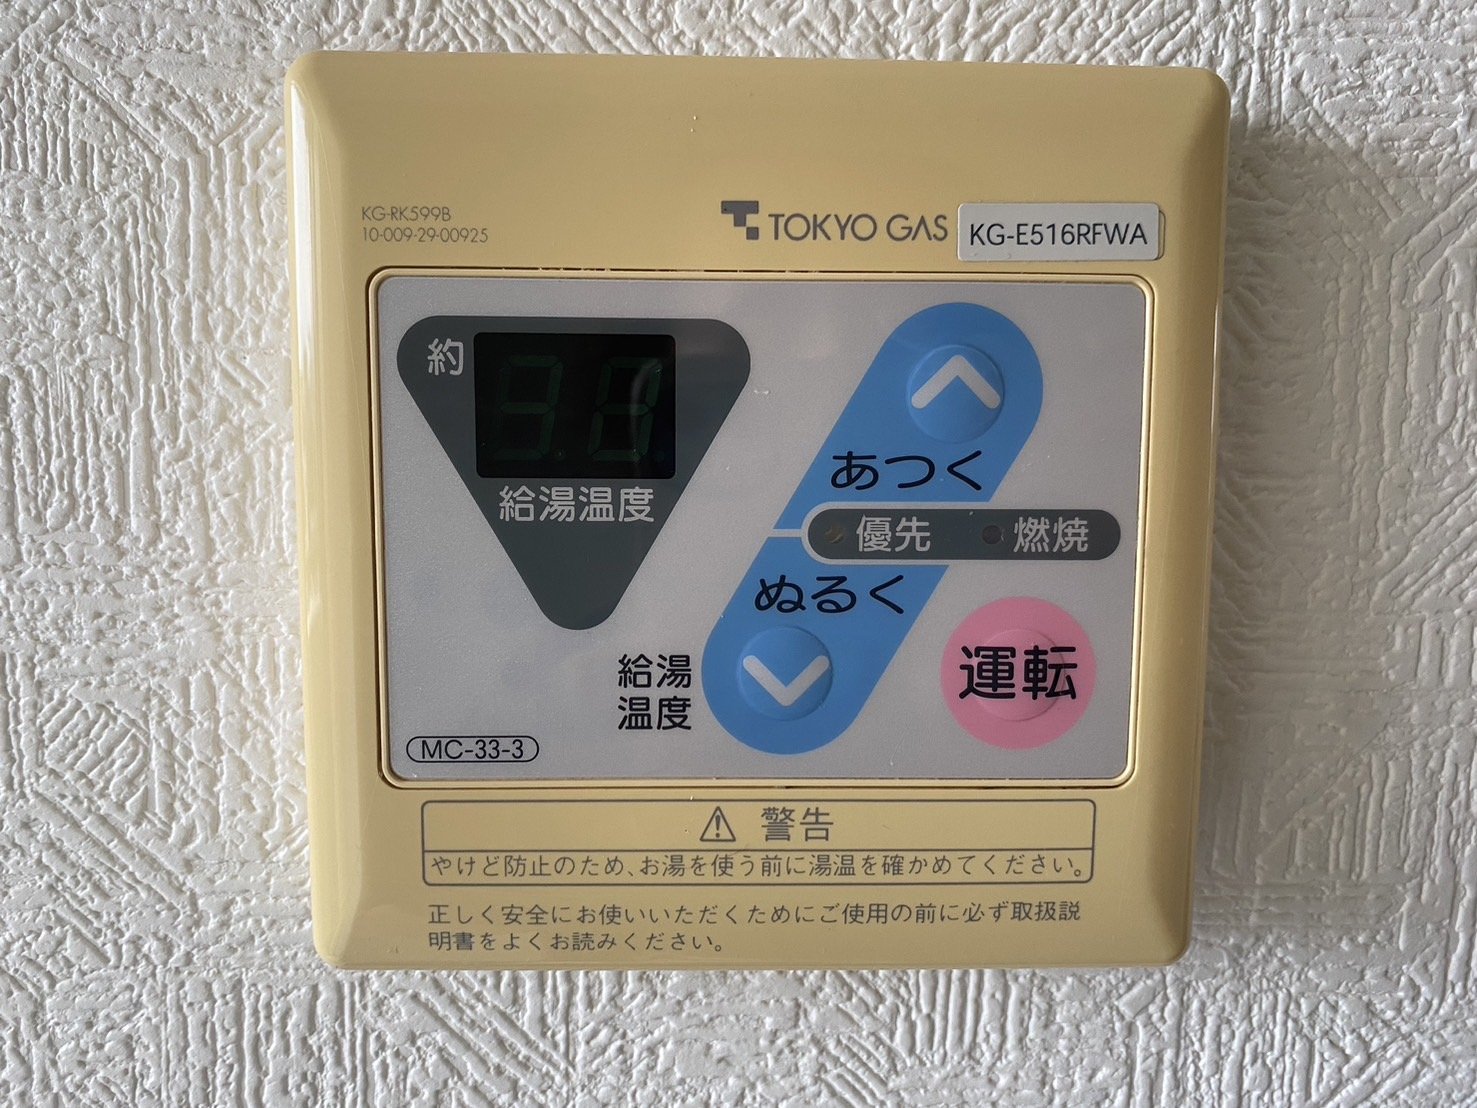 KG-RK599B
10-009-29-00925
TOKYO GAS
KG-E516RFWA
約
給湯温度
あつく
優先
燃焼
ぬるく
給湯
温度
運転
MC-33-3
警告
やけど防止のため、お湯を使う前に湯温を確かめてください。
正しく安全にお使いいただくためにご使用の前に必ず取扱説
明書をよくお読みください。